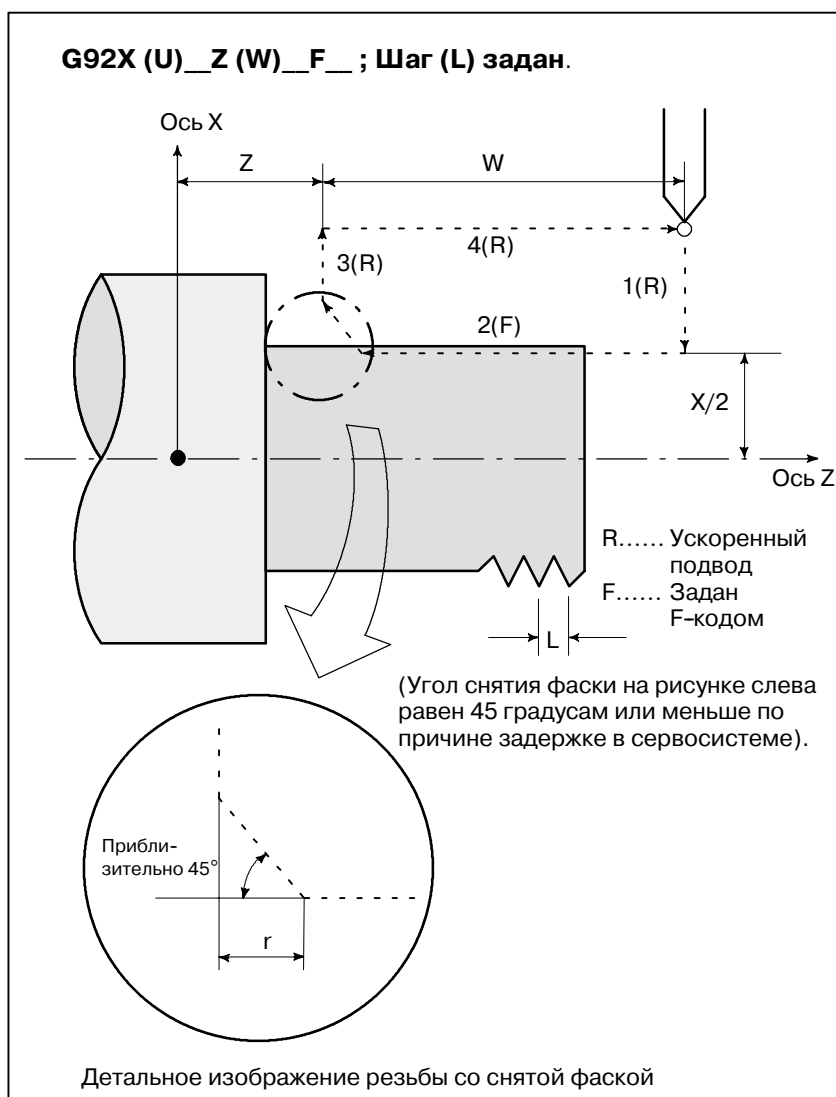 G92X (U)__Z (W)__F__ ; Шаг (L) задан.
Ось X
Z
W
4(R)
3(R)
1(R)
2(F)
X/2
Ось Z
R...... Ускоренный
подвод
F...... Задан
F-кодом
L
(Угол снятия фаски на рисунке слева
равен 45 градусам или меньше по
причине задержке в сервосистеме).
Прибли-
зительно 45°
r
Детальное изображение резьбы со снятой фаской